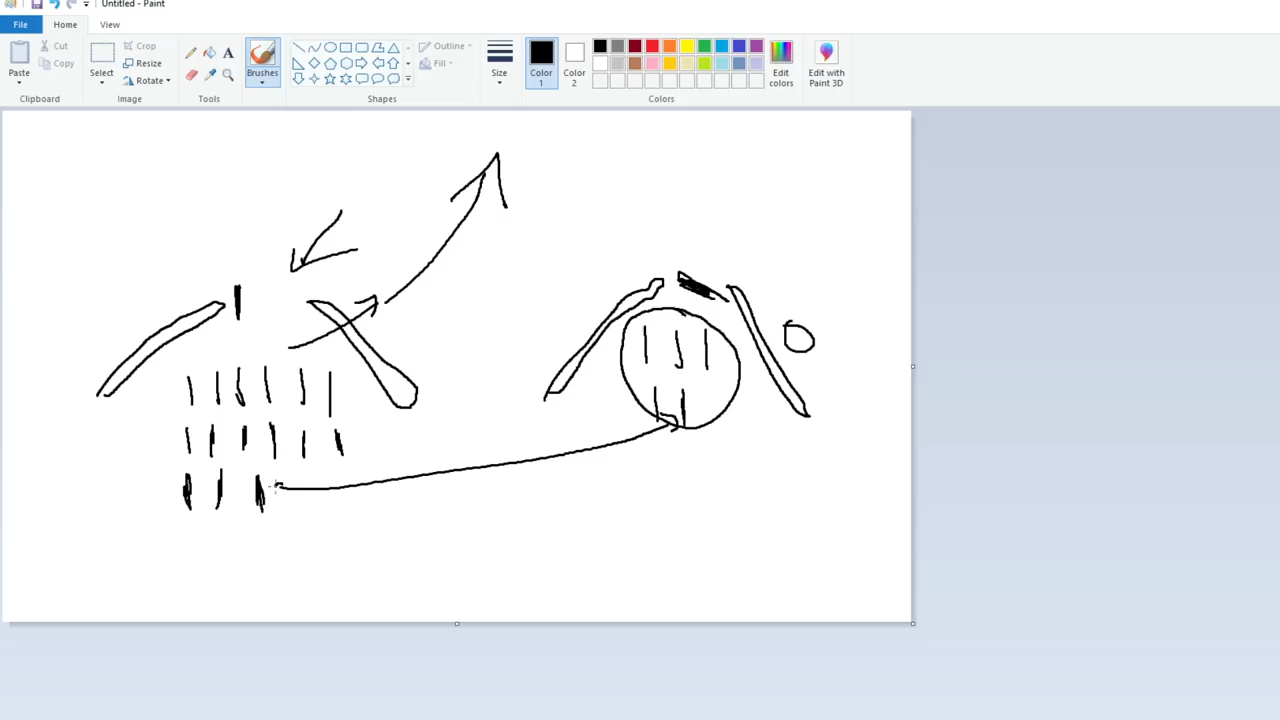 Untitled - Paint
File Home View
Paste Cut Copy Select Crop Resize Rotate A Brushes Outline Fill Size Color 1 Color 2 Edit colors Edit with Paint 3D
Clipboard Image Tools Shapes Colors